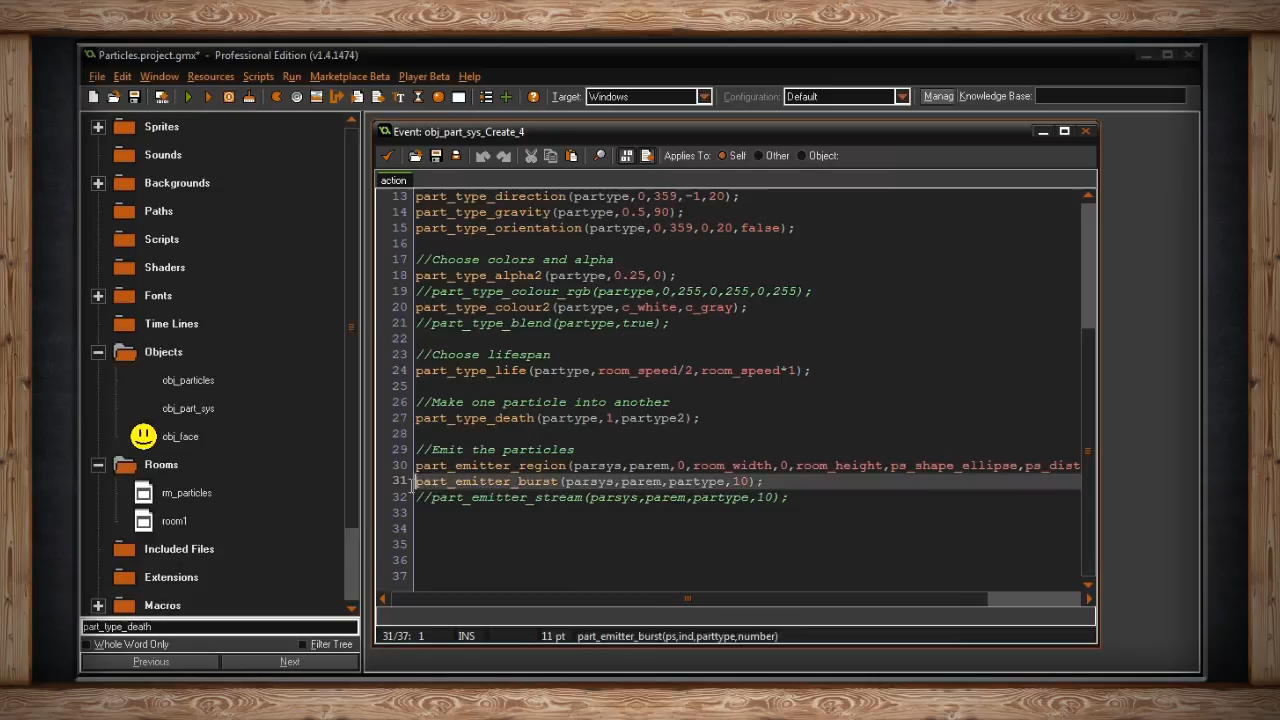 Particles.project.gmx* - Professional Edition (v1.4.1474)
File Edit Window Resources Scripts Run Marketplace Beta Player Beta Help
Target: Windows Configuration: Default Manag Knowledge Base:
Sprites
Sounds
Backgrounds
Paths
Scripts
Shaders
Fonts
Time Lines
Objects
obj_particles
obj_part_sys
obj_face
Rooms
rm_particles
room1
Included Files
Extensions
Macros
part_type_death
Whole Word Only Filter Tree
Previous Next
Event: obj_part_sys_Create_4
Applies To: Self Other Object:
action
13 part_type_direction(partype,0,359,-1,20);
14 part_type_gravity(partype,0.5,90);
15 part_type_orientation(partype,0,359,0,20,false);
16
17 //Choose colors and alpha
18 part_type_alpha2(partype,0.25,0);
19 //part_type_colour_rgb(partype,0,255,0,255,0,255);
20 part_type_colour2(partype,c_white,c_gray);
21 //part_type_blend(partype,true);
22
23 //Choose lifespan
24 part_type_life(partype,room_speed/2,room_speed*1);
25
26 //Make one particle into another
27 part_type_death(partype,1,partype2);
28
29 //Emit the particles
30 part_emitter_region(parsys,parem,0,room_width,0,room_height,ps_shape_ellipse,ps_dist
31 part_emitter_burst(parsys,parem,partype,10);
32 //part_emitter_stream(parsys,parem,partype,10);
33
34
35
36
37
31/37: 1 INS 11 pt part_emitter_burst(ps,ind,parttype,number)